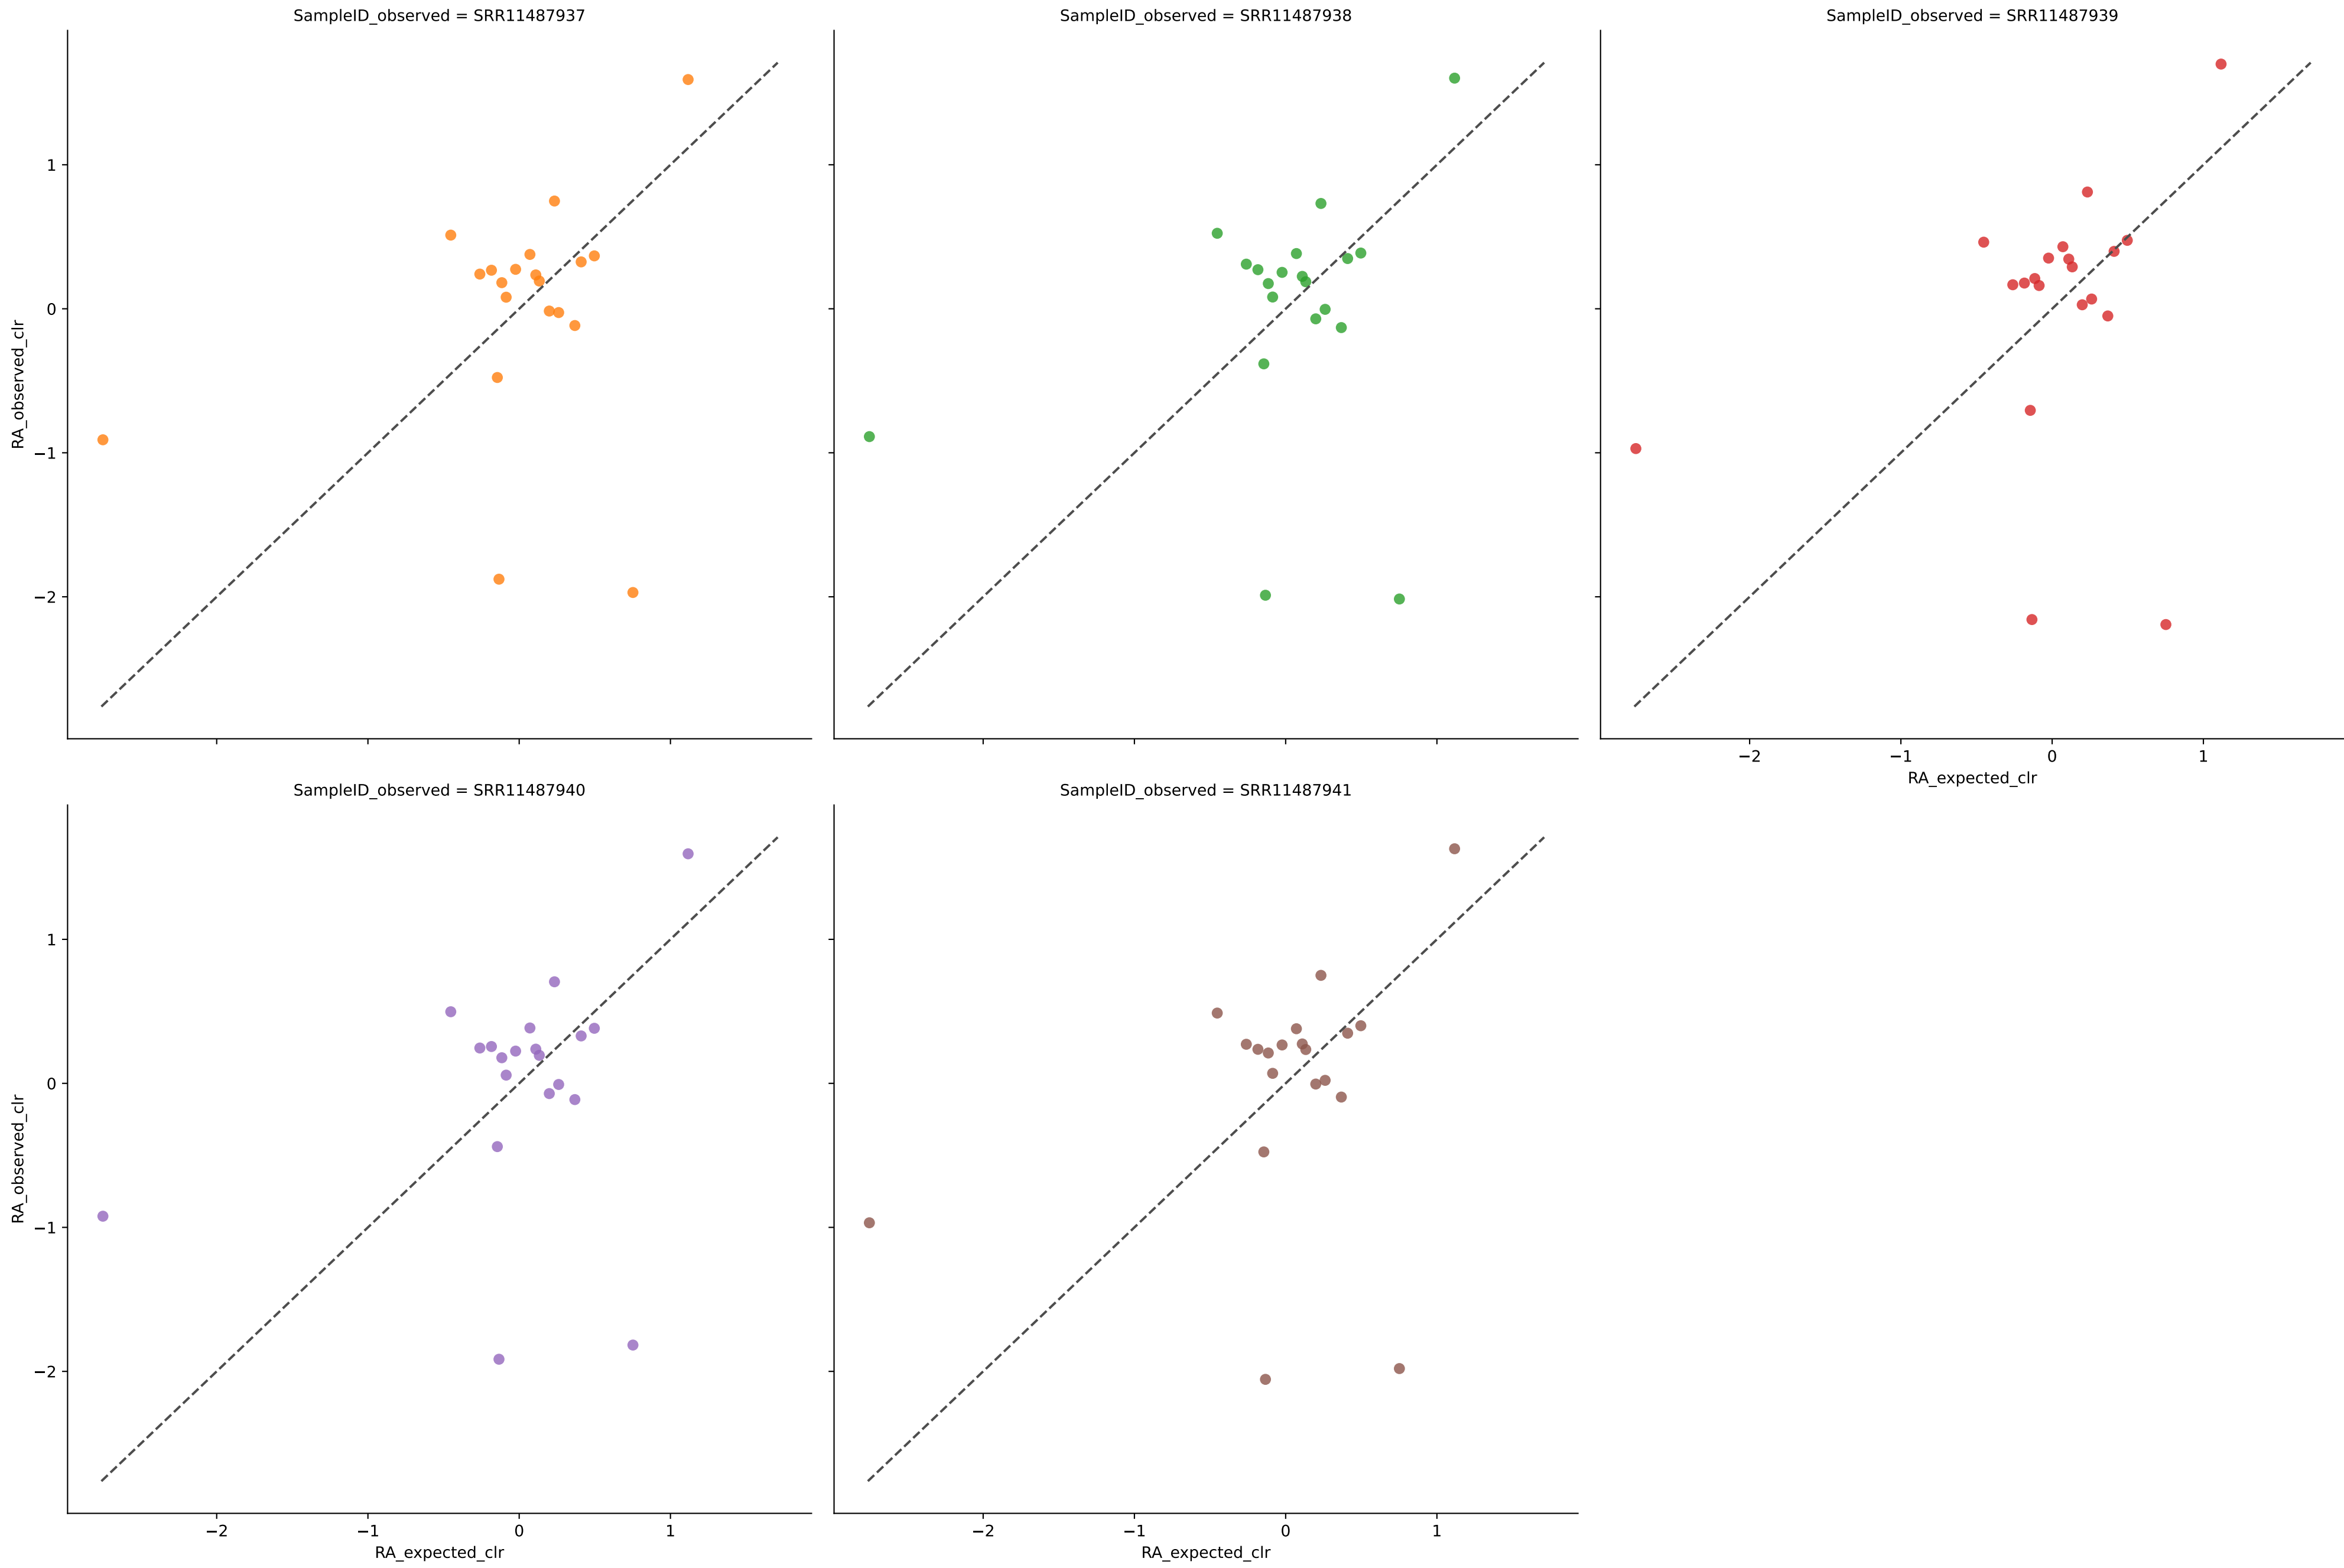 SampleID_observed = SRR11487937
SampleID_observed = SRR11487938
SampleID_observed = SRR11487939
RA_observed_clr
1
0
−1
−2
−2
−1
0
1
RA_expected_clr
SampleID_observed = SRR11487940
SampleID_observed = SRR11487941
RA_observed_clr
1
0
−1
−2
−2
−1
0
1
RA_expected_clr
−2
−1
0
1
RA_expected_clr